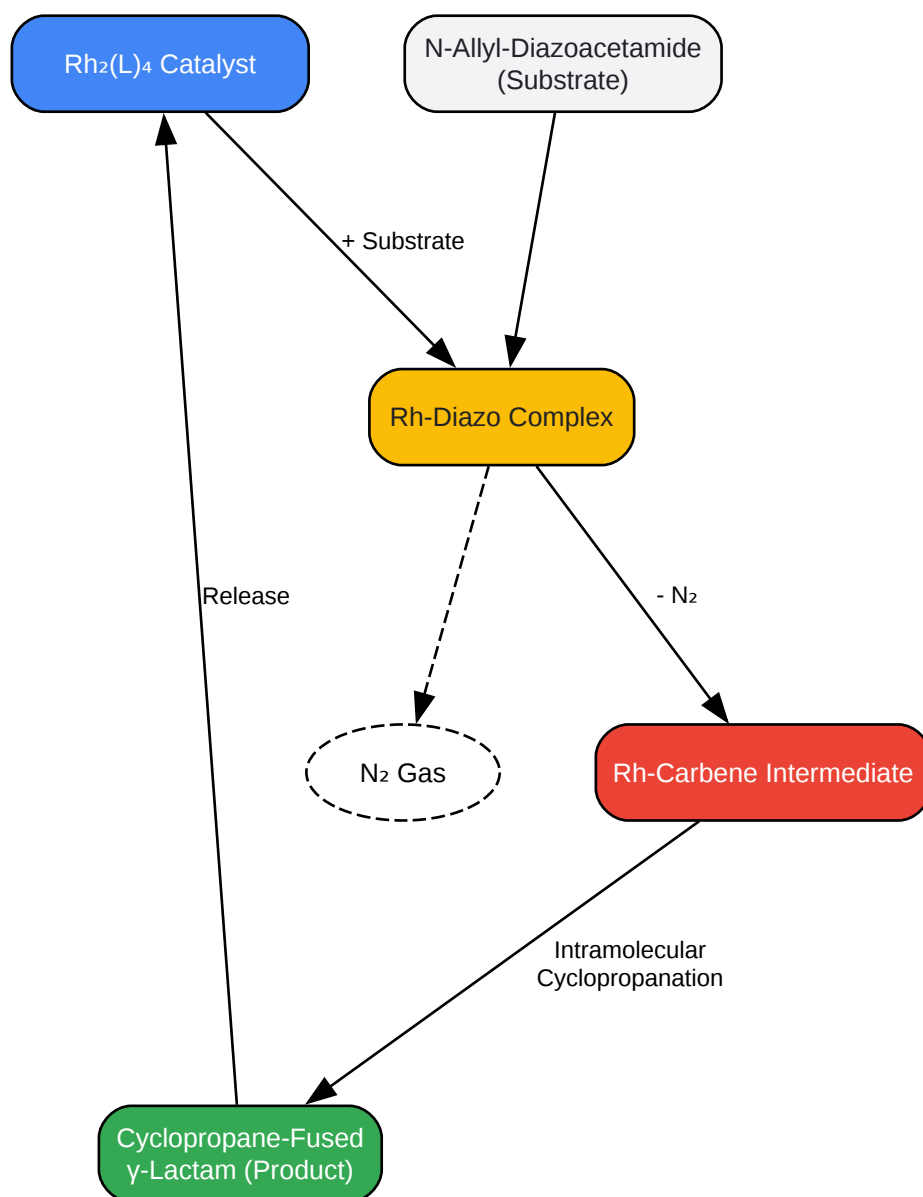 Rh₂(L)₄ Catalyst
N-Allyl-Diazoacetamide
(Substrate)
+ Substrate
Rh-Diazo Complex
Release
- N₂
N₂ Gas
Rh-Carbene Intermediate
Intramolecular
Cyclopropanation
Cyclopropane-Fused
γ-Lactam (Product)